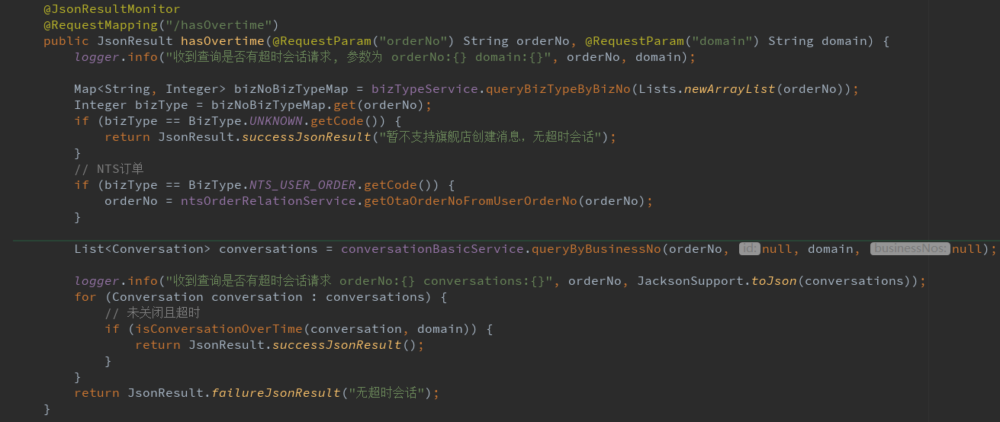 @JsonResultMonitor
@RequestMapping("/hasOvertime")
public JsonResult hasOvertime(@RequestParam("orderNo") String orderNo, @RequestParam("domain") String domain) {
logger.info("收到查询是否有超时会话请求, 参数为 orderNo:{} domain:{}", orderNo, domain);
Map<String, Integer> bizNoBizTypeMap = bizTypeService.queryBizTypeByBizNo(Lists.newArrayList(orderNo));
Integer bizType = bizNoBizTypeMap.get(orderNo);
if (bizType == BizType.UNKNOWN.getCode()) {
return JsonResult.successJsonResult("暂不支持旗舰店创建消息，无超时会话");
}
// NTS订单
if (bizType == BizType.NTS_USER_ORDER.getCode()) {
orderNo = ntsOrderRelationService.getOtaOrderNoFromUserOrderNo(orderNo);
}
List<Conversation> conversations = conversationBasicService.queryByBusinessNo(orderNo, id: null, domain, businessNos: null);
logger.info("收到查询是否有超时会话请求 orderNo:{} conversations:{}", orderNo, JacksonSupport.toJson(conversations));
for (Conversation conversation : conversations) {
// 未关闭且超时
if (isConversationOverTime(conversation, domain)) {
return JsonResult.successJsonResult();
}
}
return JsonResult.failureJsonResult("无超时会话");
}